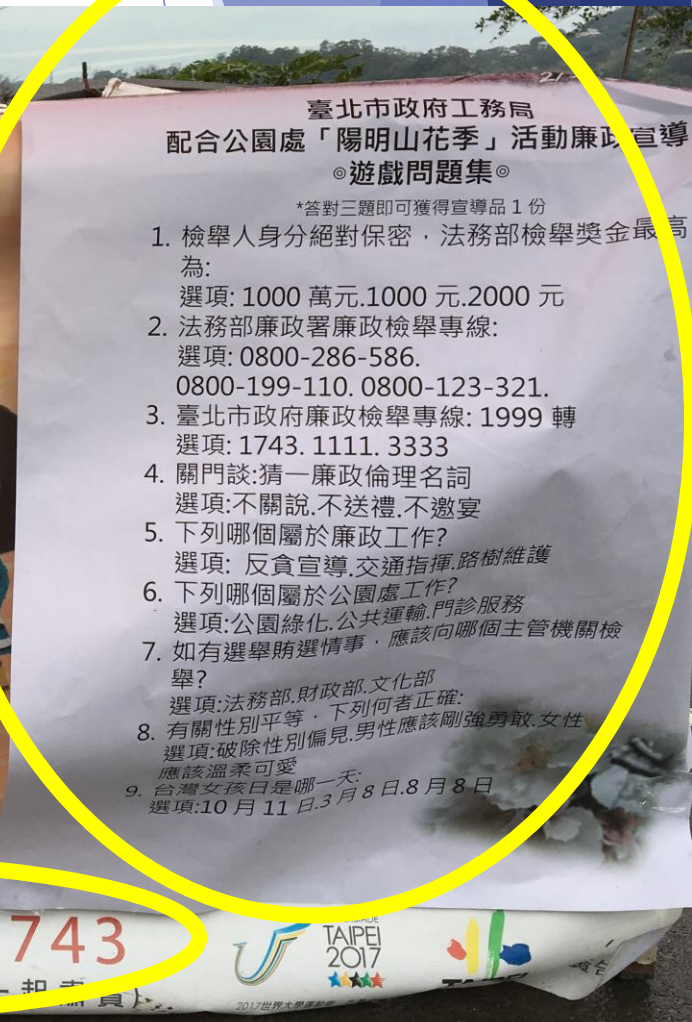 臺北市政府工務局
配合公園處「陽明山花季」活動廉政宣導
◎遊戲問題集◎
*答對三題即可獲得宣導品 1 份
1. 檢舉人身分絕對保密，法務部檢舉獎金最高
為:
選項: 1000 萬元.1000 元.2000 元
2. 法務部廉政署廉政檢舉專線:
選項: 0800-286-586.
0800-199-110. 0800-123-321.
3. 臺北市政府廉政檢舉專線: 1999 轉
選項: 1743. 1111. 3333
4. 關門談:猜一廉政倫理名詞
選項:不關說.不送禮.不邀宴
5. 下列哪個屬於廉政工作?
選項: 反貪宣導.交通指揮.路樹維護
6. 下列哪個屬於公園處工作?
選項:公園綠化.公共運輸.門診服務
7. 如有選舉賄選情事，應該向哪個主管機關檢
舉?
選項:法務部.財政部.文化部
8. 有關性別平等，下列何者正確:
選項:破除性別偏見.男性應該剛強勇敢.女性
應該溫柔可愛
9. 台灣女孩日是哪一天:
選項:10 月 11 日.3 月 8 日.8 月 8 日
743
TAIPEI
2017
2017世界大學運動會